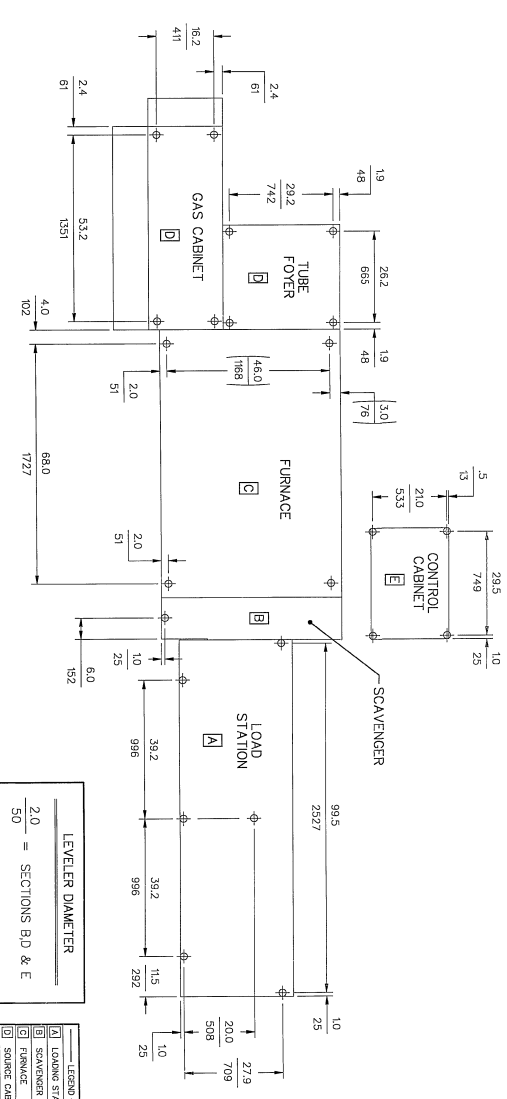 16.2
411
2.4
61
2.4
61
53.2
1351
GAS CABINET
D
1.9
48
29.2
742
26.2
665
TUBE
FOYER
D
1.9
48
4.0
102
2.0
51
46.0
1168
3.0
76
FURNACE
C
68.0
1727
2.0
51
.5
13
21.0
533
29.5
749
1.0
25
CONTROL
CABINET
E
B
SCAVENGER
1.0
25
6.0
152
LOAD
STATION
A
99.5
2527
39.2
996
39.2
996
11.5
292
1.0
25
20.0
508
27.9
709
1.0
25
LEVELER DIAMETER
2.0
50
= SECTIONS B,D & E
LEGEND
A LOADING STA
B SCAVENGER
C FURNACE
D SOURCE CAB